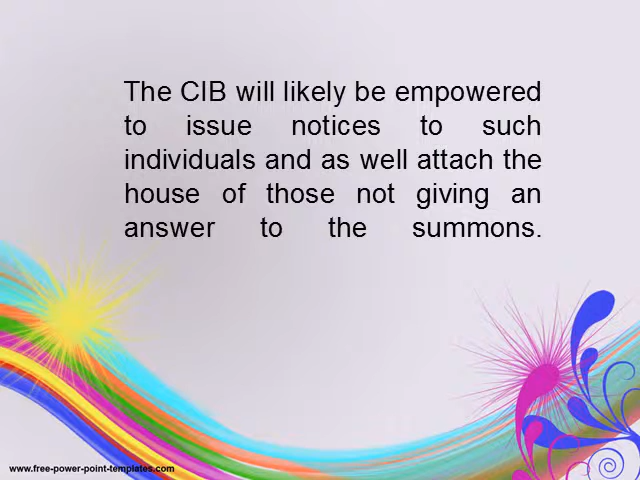 The CIB will likely be empowered
to issue notices to such
individuals and as well attach the
house of those not giving an
answer to the summons.
www.free-power-point-templates.com